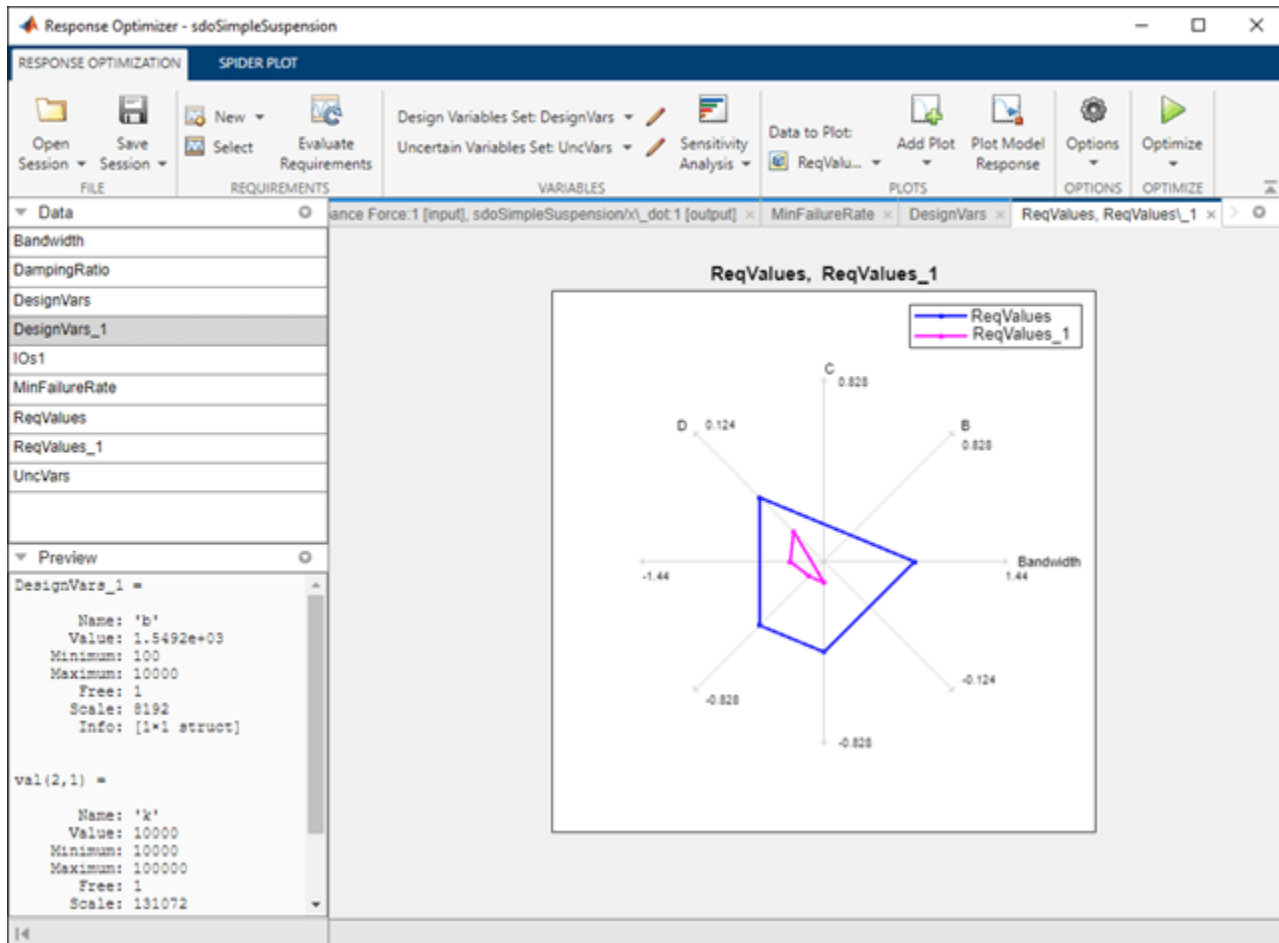 Response Optimizer - sdoSimpleSuspension
RESPONSE OPTIMIZATION SPIDER PLOT
Open Session
Save Session
FILE
New
Select
Evaluate Requirements
REQUIREMENTS
Design Variables Set: DesignVars
Uncertain Variables Set: UncVars
Sensitivity Analysis
VARIABLES
Data to Plot:
ReqValu...
Add Plot
Plot Model Response
PLOTS
Options
OPTIONS
Optimize
OPTIMIZE
Data
Bandwidth
DampingRatio
DesignVars
DesignVars_1
IOs1
MinFailureRate
ReqValues
ReqValues_1
UncVars
Preview
DesignVars_1 =
Name: 'b'
Value: 1.5492e+03
Minimum: 100
Maximum: 10000
Free: 1
Scale: 8192
Info: [1×1 struct]
val(2,1) =
Name: 'k'
Value: 10000
Minimum: 10000
Maximum: 100000
Free: 1
Scale: 131072
ance Force:1 [input], sdoSimpleSuspension/x\_dot:1 [output] MinFailureRate DesignVars ReqValues, ReqValues\_1
ReqValues, ReqValues_1
ReqValues
ReqValues_1
C
0.828
D 0.124
B
0.828
-1.44
Bandwidth
1.44
-0.828
-0.124
-0.828